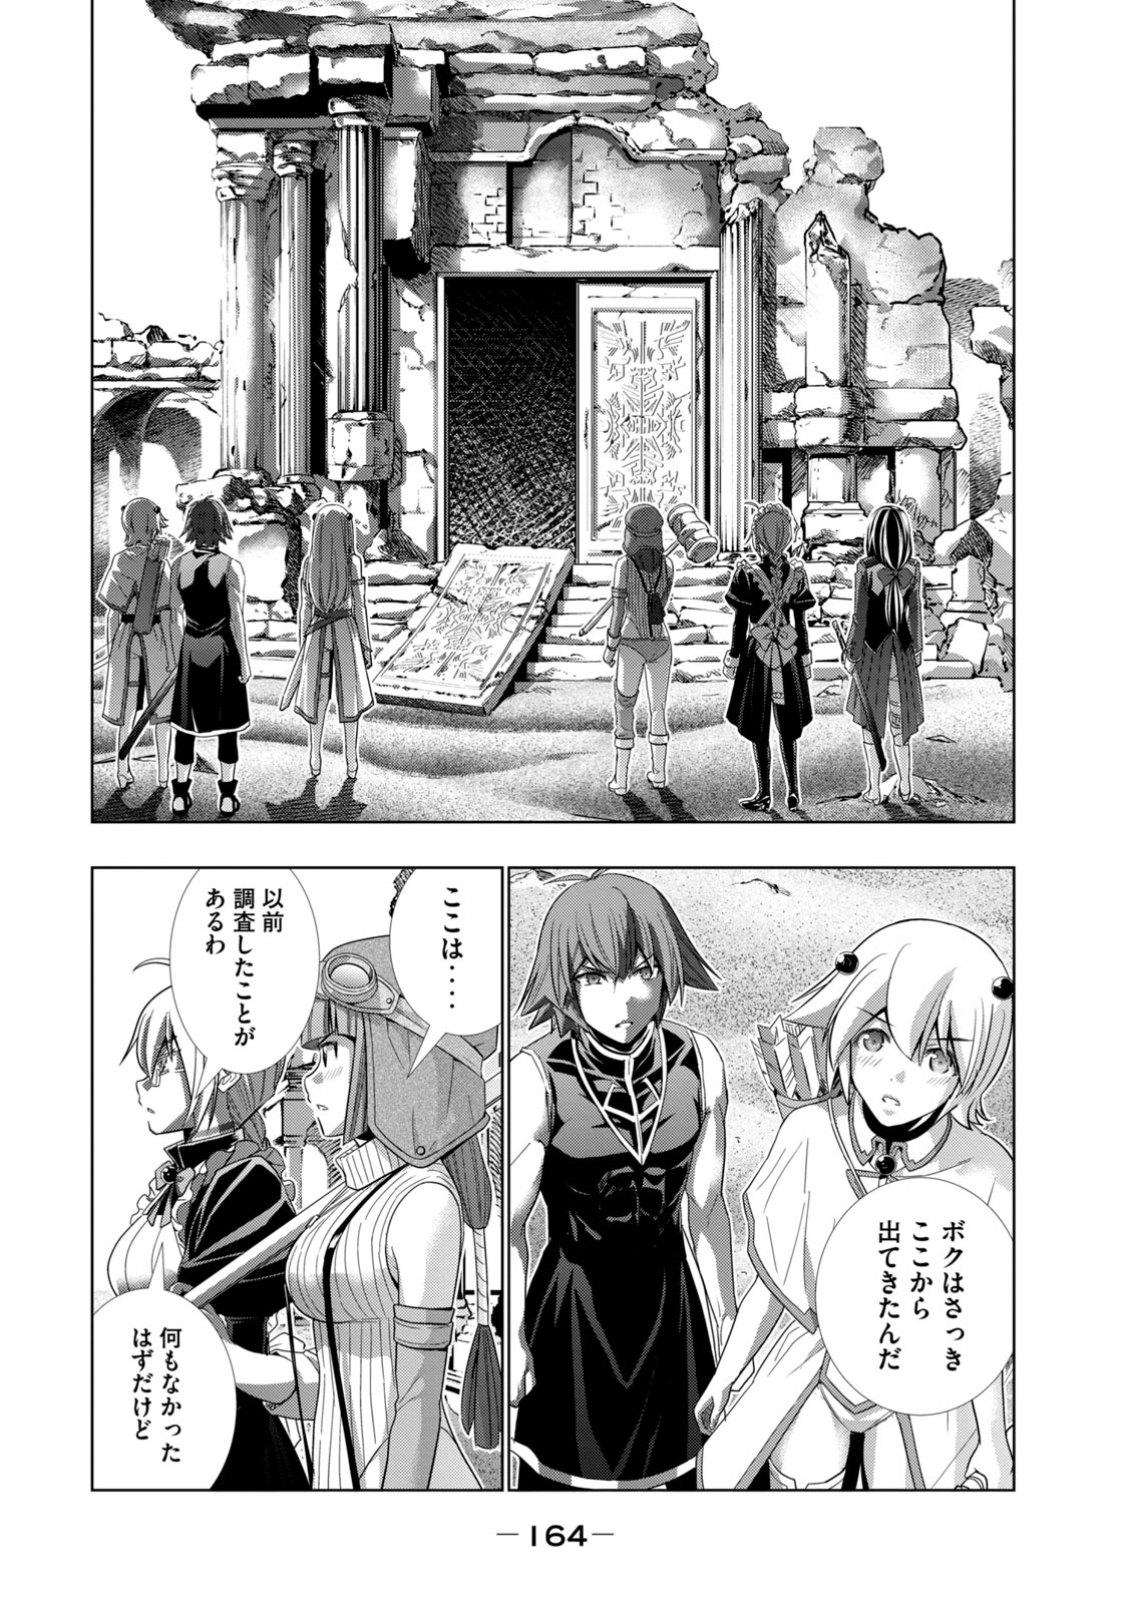 ボクはさっき
ここから
出てきたんだ
ここは‥‥
以前
調査したことが
あるわ
何もなかった
はずだけど
—164—